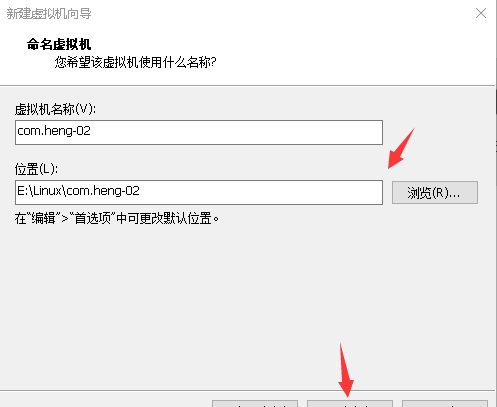 新建虚拟机向导
命名虚拟机
您希望该虚拟机使用什么名称?
虚拟机名称(V):
com.heng-02
位置(L):
E:\Linux\com.heng-02
浏览(R)...
在“编辑”>“首选项”中可更改默认位置。